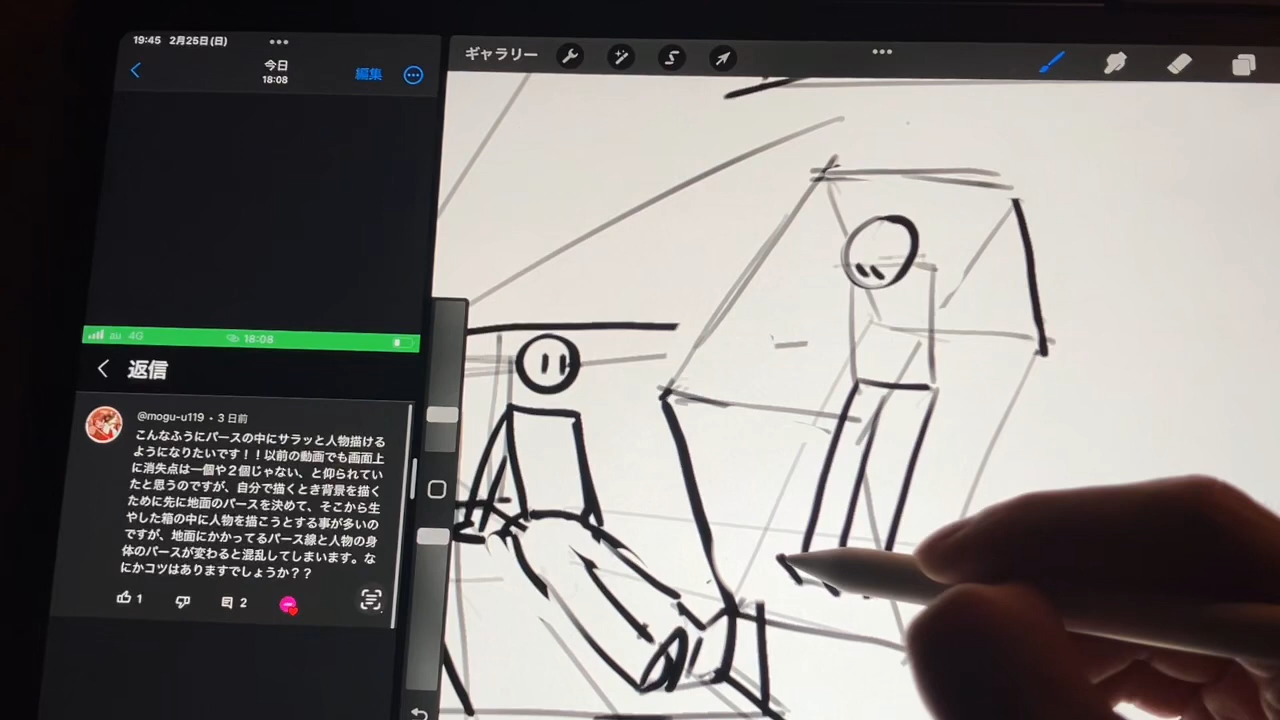 19:45 2月25日(日)
今日
18:08
編集
ギャラリー
au 4G
18:08
返信
@mogu-u119・3 日前
こんなふうにパースの中にサラッと人物描ける
ようになりたいです！！以前の動画でも画面上
に消失点は一個や２個じゃない、と仰られてい
たと思うのですが、自分で描くとき背景を描く
ために先に地面のパースを決めて、そこから生
やした箱の中に人物を描こうとする事が多いの
ですが、地面にかかってるパース線と人物の身
体のパースが変わると混乱してしまいます。な
にかコツはありますでしょうか？？
1
2